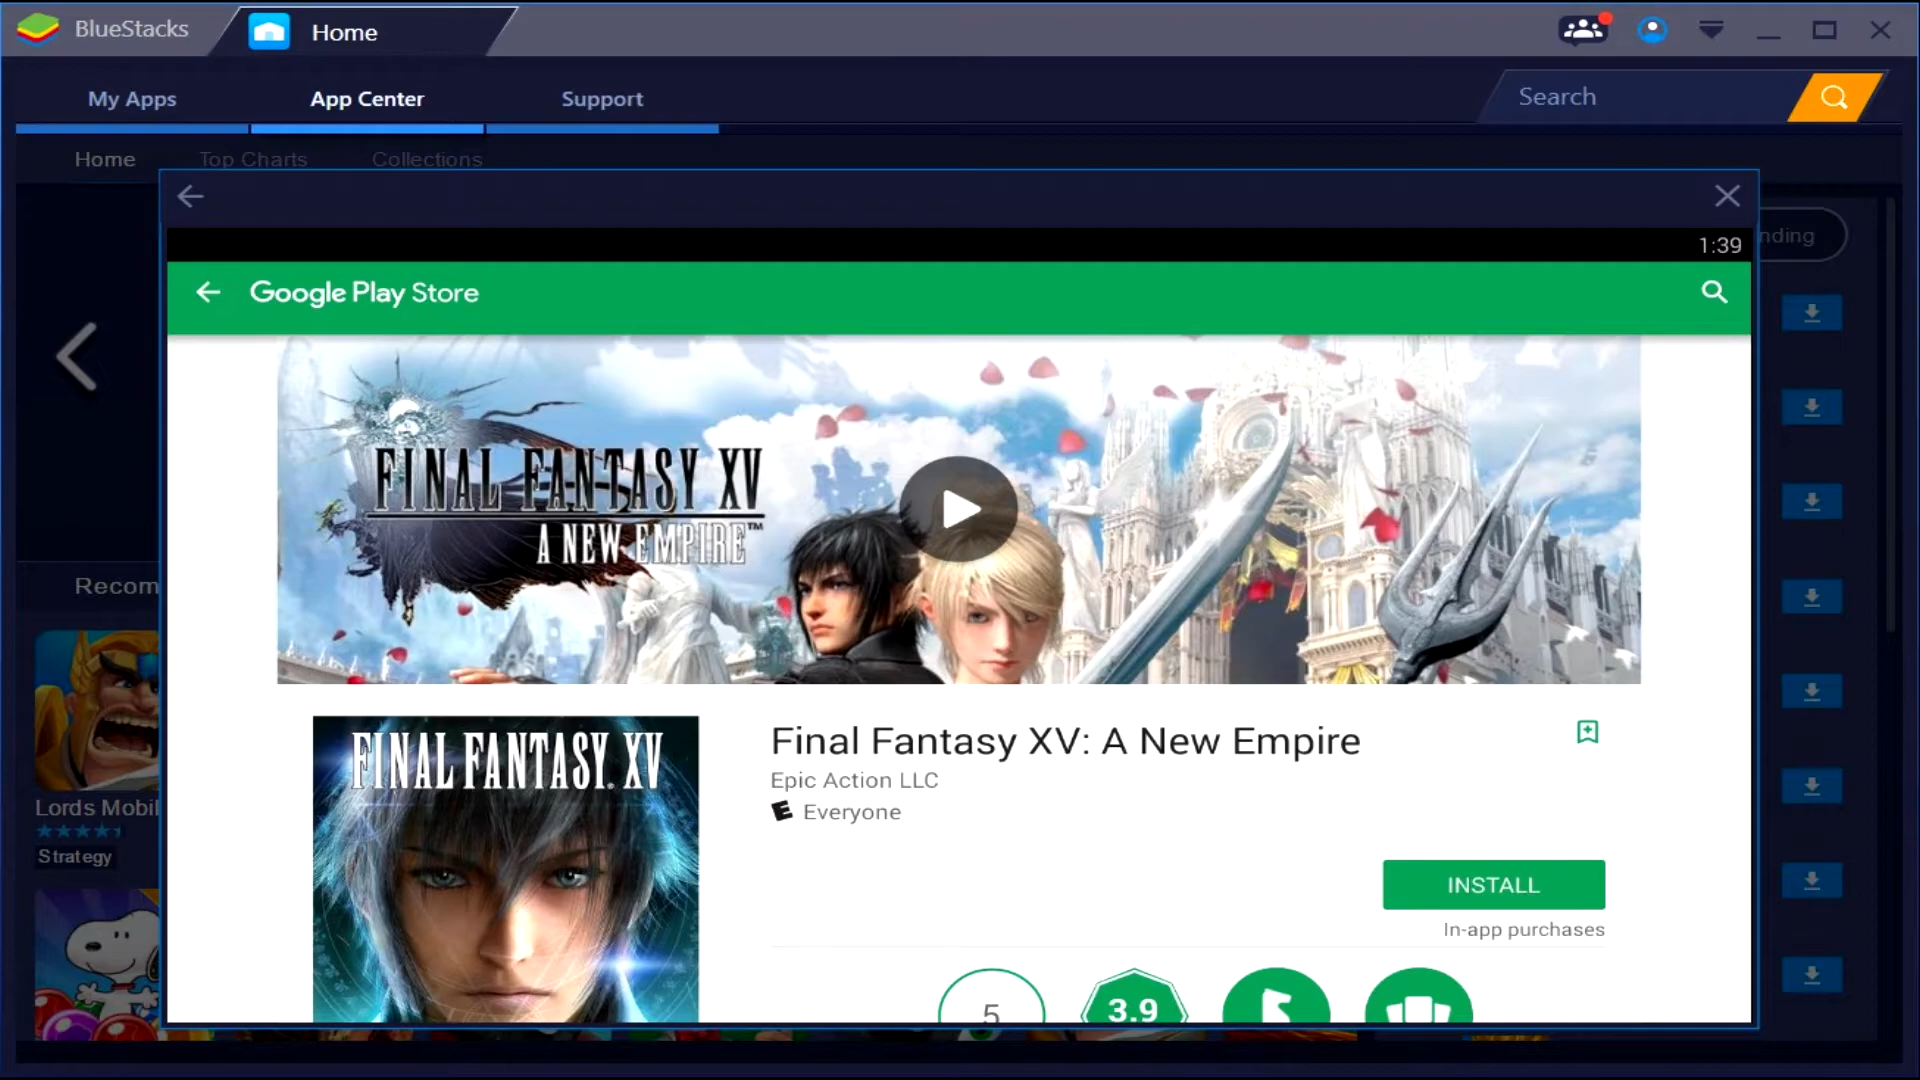 BlueStacks
Home
My Apps
App Center
Support
Search
Home
Top Charts
Collections
nding
1:39
Google Play Store
FINAL FANTASY XV
A NEW EMPIRE™
Recom
FINAL FANTASY XV
Final Fantasy XV: A New Empire
Epic Action LLC
E Everyone
Lords Mobil
Strategy
INSTALL
In-app purchases
5
3.9